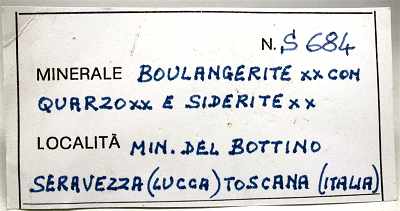 N. S 684
MINERALE BOULANGERITE xx CON
QUARZO xx E SIDERITE xx
LOCALITÀ MIN. DEL BOTTINO
SERAVEZZA (LUCCA) TOSCANA (ITALIA)